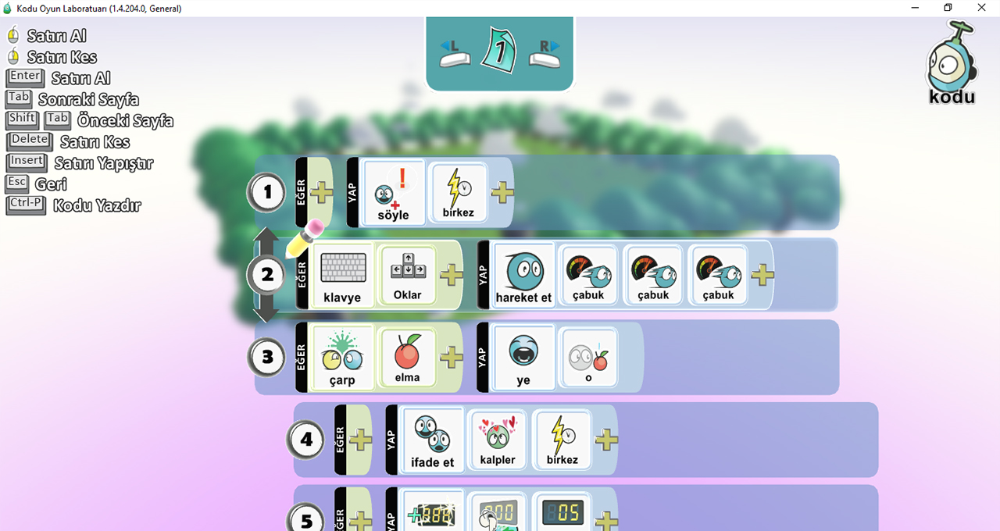 Kodu Oyun Laboratuarı (1.4.204.0, General)
Satırı Al
Satırı Kes
Enter Satırı Al
Tab Sonraki Sayfa
Shift Tab Önceki Sayfa
Delete Satırı Kes
Insert Satırı Yapıştır
Esc Geri
Ctrl-P Kodu Yazdır
L 1 R
kodu
1 EĞER YAP söyle birkez
2 EĞER klavye Oklar YAP hareket et çabuk çabuk çabuk
3 EĞER çarp elma YAP ye o
4 EĞER YAP ifade et kalpler birkez
5 EĞER YAP +888 00 05